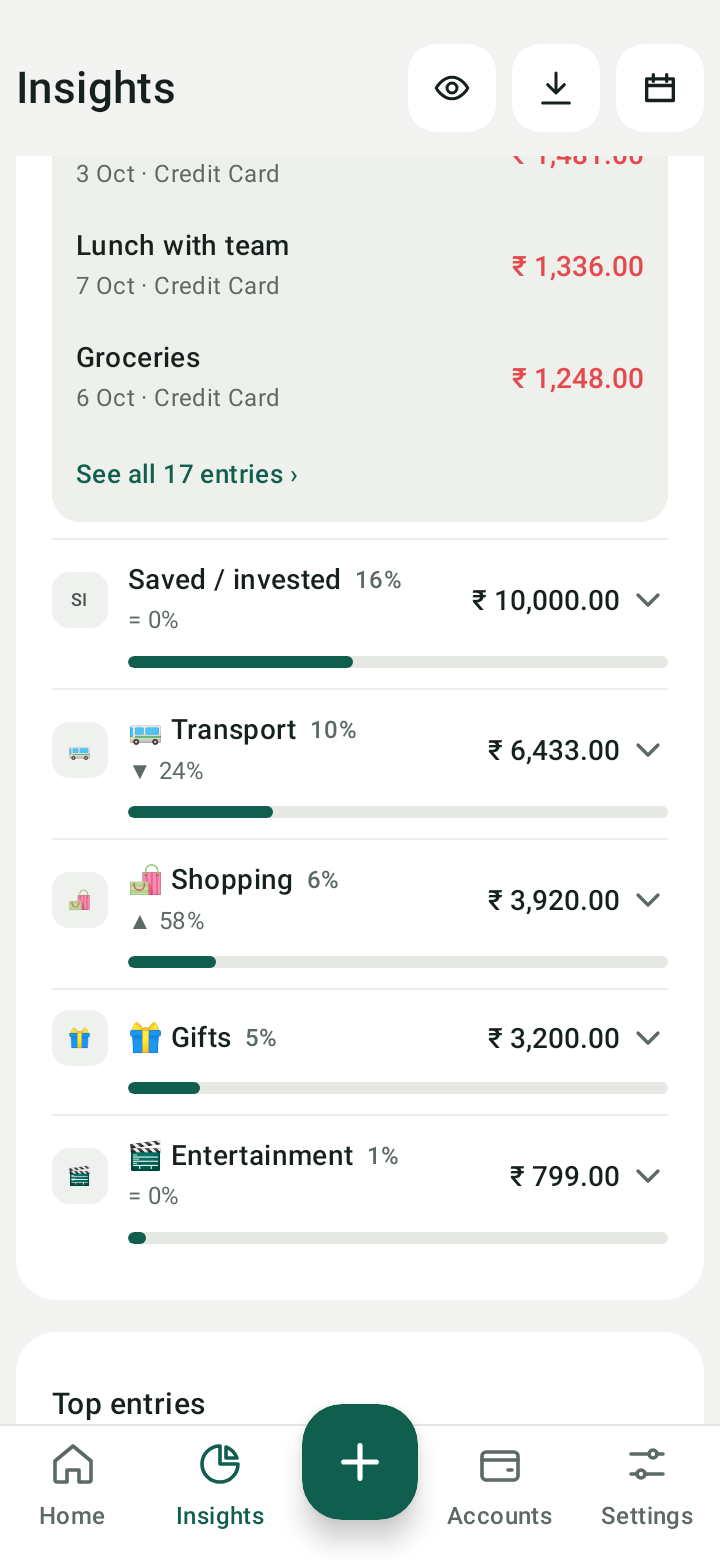 Insights
3 Oct · Credit Card
Lunch with team
7 Oct · Credit Card
₹ 1,336.00
Groceries
6 Oct · Credit Card
₹ 1,248.00
See all 17 entries ›
SI
Saved / invested 16%
= 0%
₹ 10,000.00
Transport 10%
▼ 24%
₹ 6,433.00
Shopping 6%
▲ 58%
₹ 3,920.00
Gifts 5%
₹ 3,200.00
Entertainment 1%
= 0%
₹ 799.00
Top entries
Home
Insights
Accounts
Settings